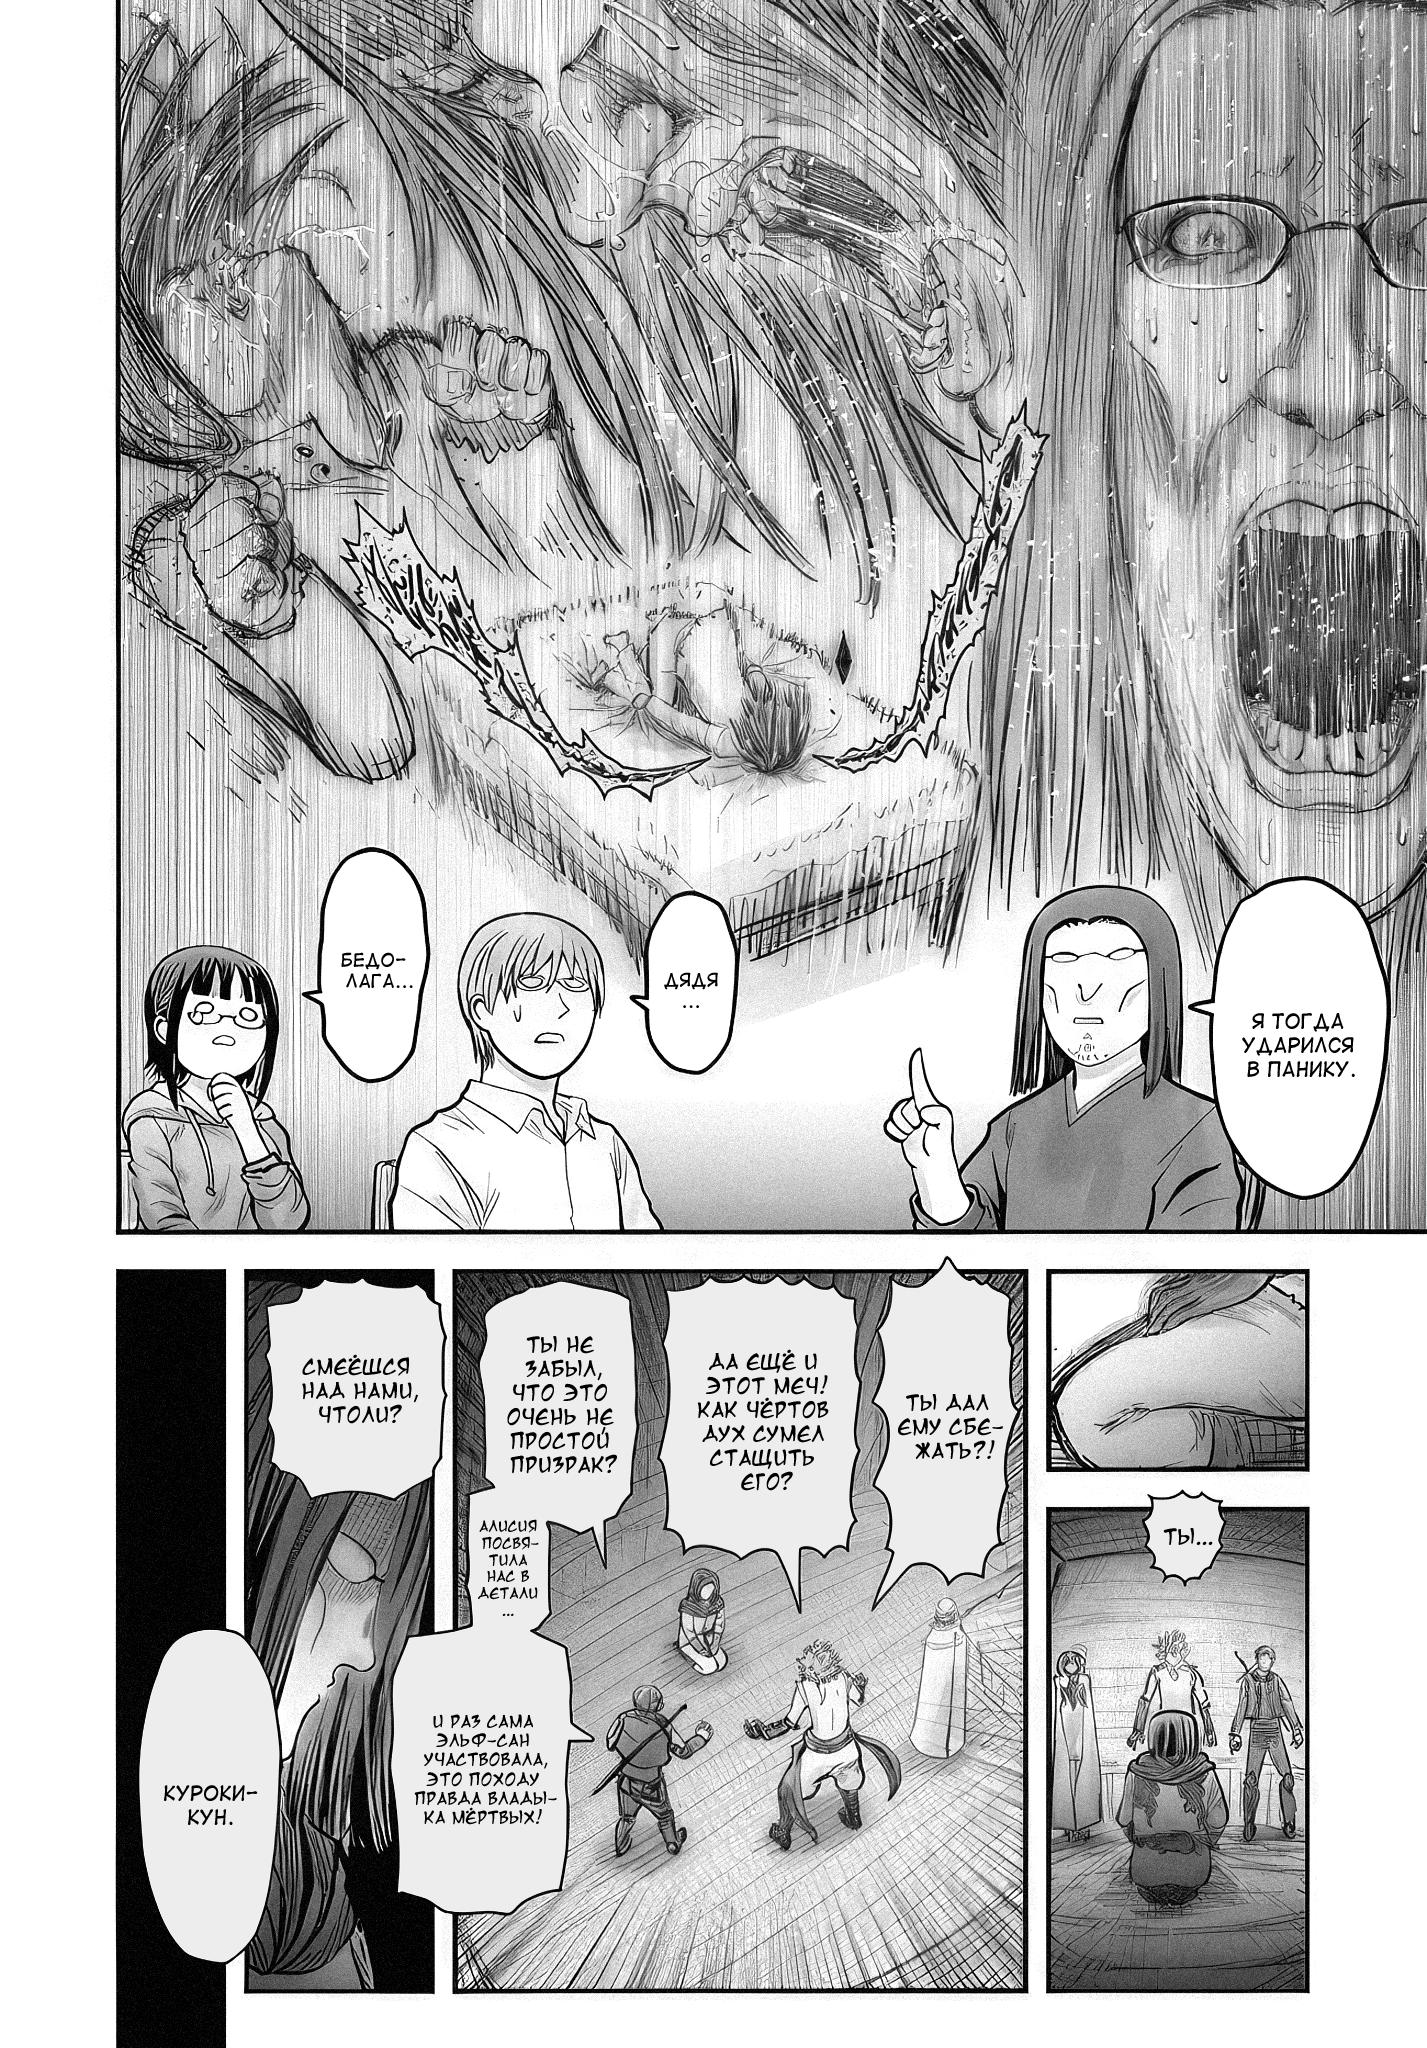 Я ТОГДА
УДАРИЛСЯ
В ПАНИКУ.
ДЯДЯ
...
БЕДО-
ЛАГА...
ТЫ...
ТЫ ДАЛ
ЕМУ СБЕ-
ЖАТЬ?!
ДА ЕЩЁ И
ЭТОТ МЕЧ!
КАК ЧЁРТОВ
ДУХ СУМЕЛ
СТАЩИТЬ
ЕГО?
ТЫ НЕ
ЗАБЫЛ,
ЧТО ЭТО
ОЧЕНЬ НЕ
ПРОСТОЙ
ПРИЗРАК?
АЛИСИЯ
ПОСВЯ-
ТИЛА
НАС В
ДЕТАЛИ
...
И РАЗ САМА
ЭЛЬФ-САН
УЧАСТВОВАЛА,
ЭТО ПОХОДУ
ПРАВДА ВЛАДЫ-
КА МЁРТВЫХ!
СМЕЁШСЯ
НАД НАМИ,
ЧТОЛИ?
КУРОКИ-
КУН.